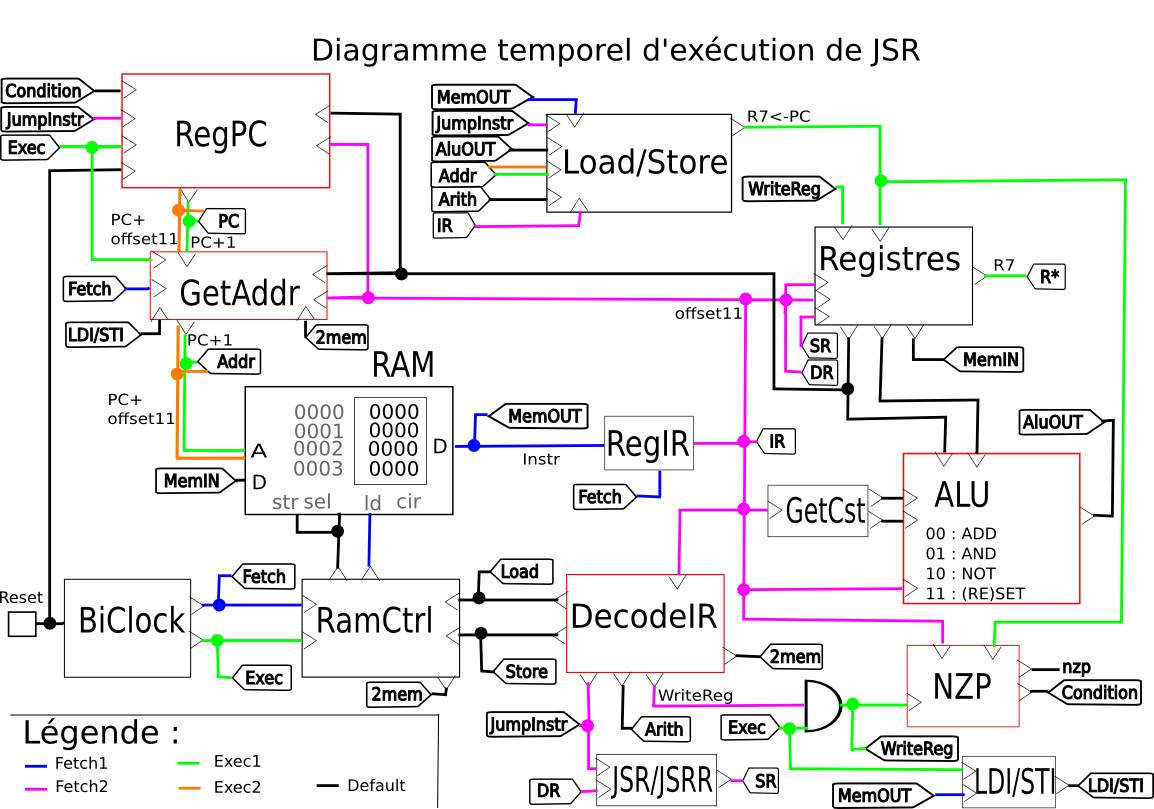 Diagramme temporel d'exécution de JSR
Condition
JumpInstr
Exec
RegPC
PC+
offset11
PC
PC+1
Fetch
GetAddr
LDI/STI
PC+1
2mem
Addr
PC+
offset11
MemOUT
JumpInstr
AluOUT
Addr
Arith
IR
Load/Store
R7<-PC
WriteReg
Registres
R7
R*
offset11
SR
DR
MemIN
RAM
0000 0000
0001 0000
0002 0000
0003 0000
A
D
D
str sel ld cir
MemIN
MemOUT
Instr
RegIR
Fetch
IR
AluOUT
GetCst
ALU
00 : ADD
01 : AND
10 : NOT
11 : (RE)SET
Reset
BiClock
Fetch
Exec
RamCtrl
2mem
Load
Store
DecodeIR
2mem
WriteReg
JumpInstr
Arith
Exec
NZP
nzp
Condition
WriteReg
DR
JSR/JSRR
SR
MemOUT
LDI/STI
LDI/STI
Légende :
Fetch1
Exec1
Fetch2
Exec2
Default